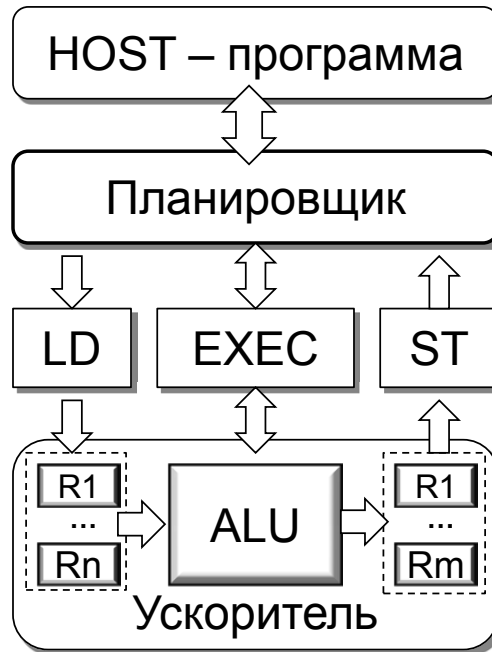 HOST – программа
Планировщик
LD EXEC ST
R1 R1
... ALU ...
Rn Rm
Ускоритель